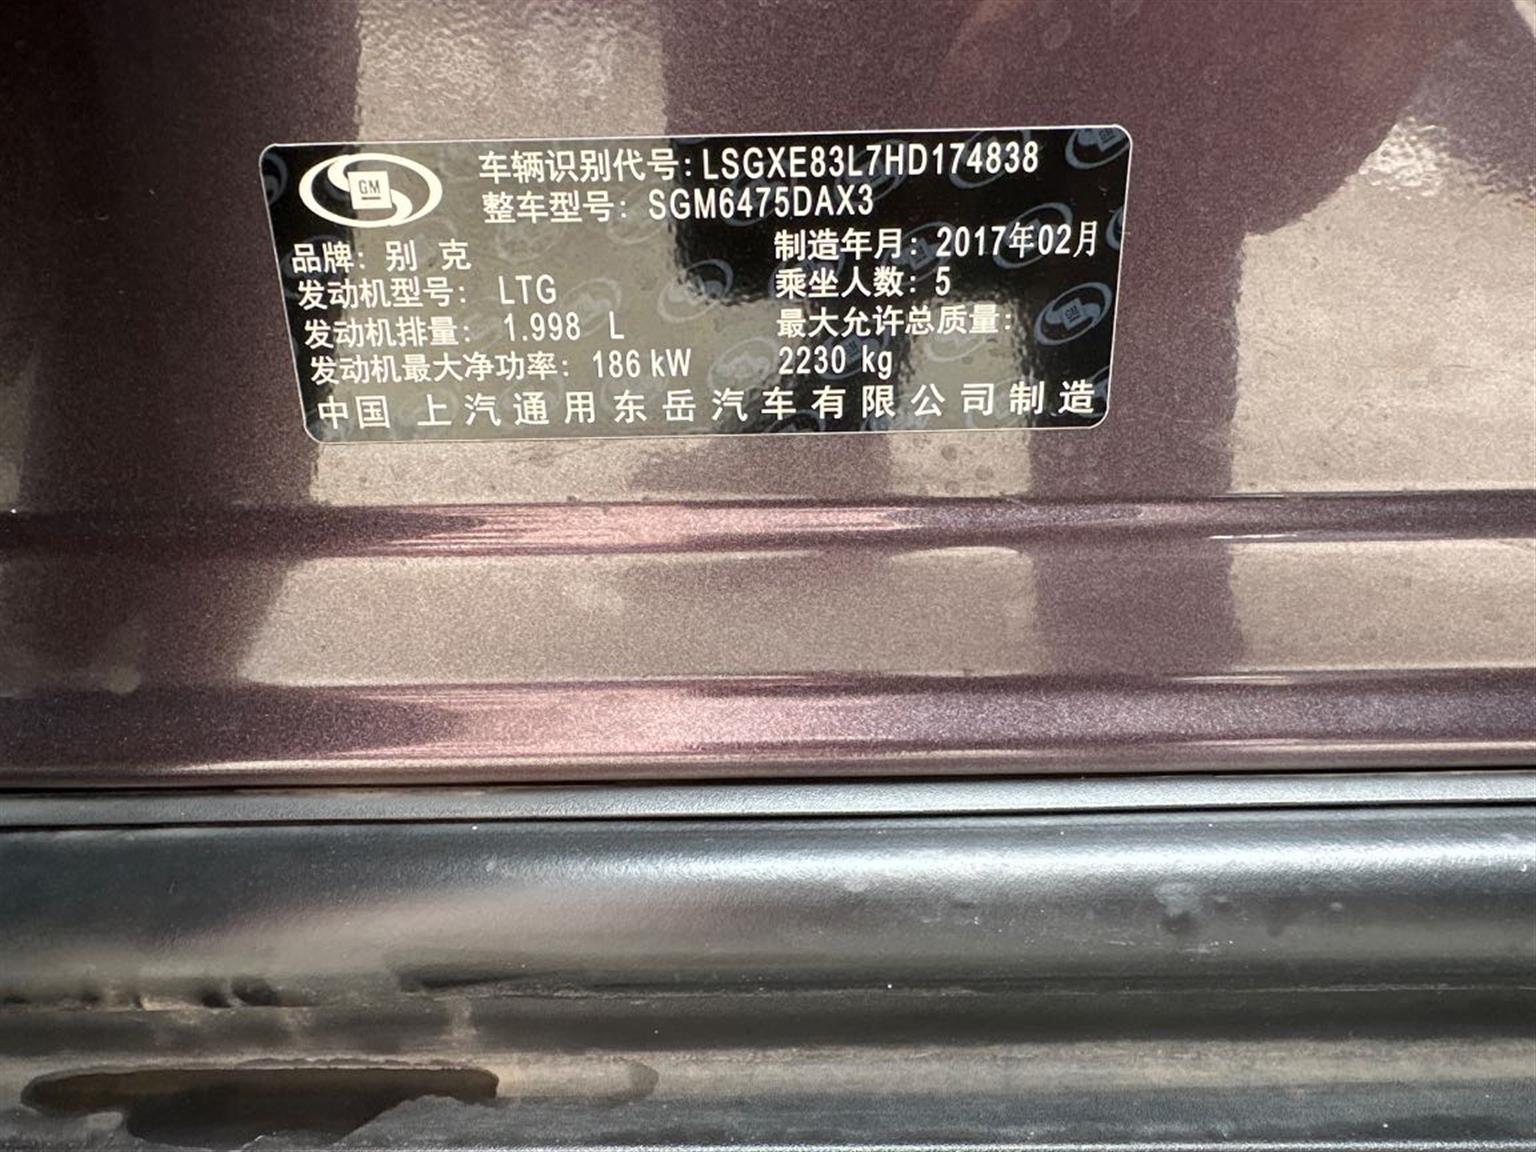 GM
车辆识别代号:LSGXE83L7HD174838
整车型号: SGM6475DAX3
品牌: 别 克
制造年月: 2017年02月
发动机型号: LTG
乘坐人数: 5
发动机排量: 1.998 L
最大允许总质量:
发动机最大净功率: 186 kW
2230 kg
中国 上汽通用东岳汽车有限公司制造